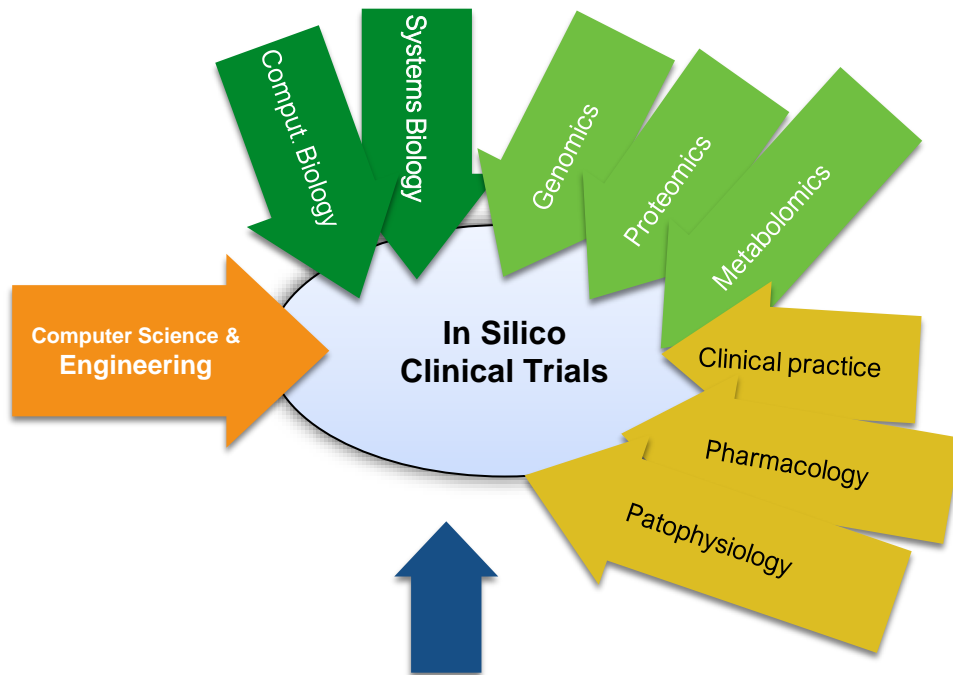 Comput. Biology
Systems Biology
Genomics
Proteomics
Metabolomics
Computer Science &
Engineering
In Silico
Clinical Trials
Clinical practice
Pharmacology
Patophysiology